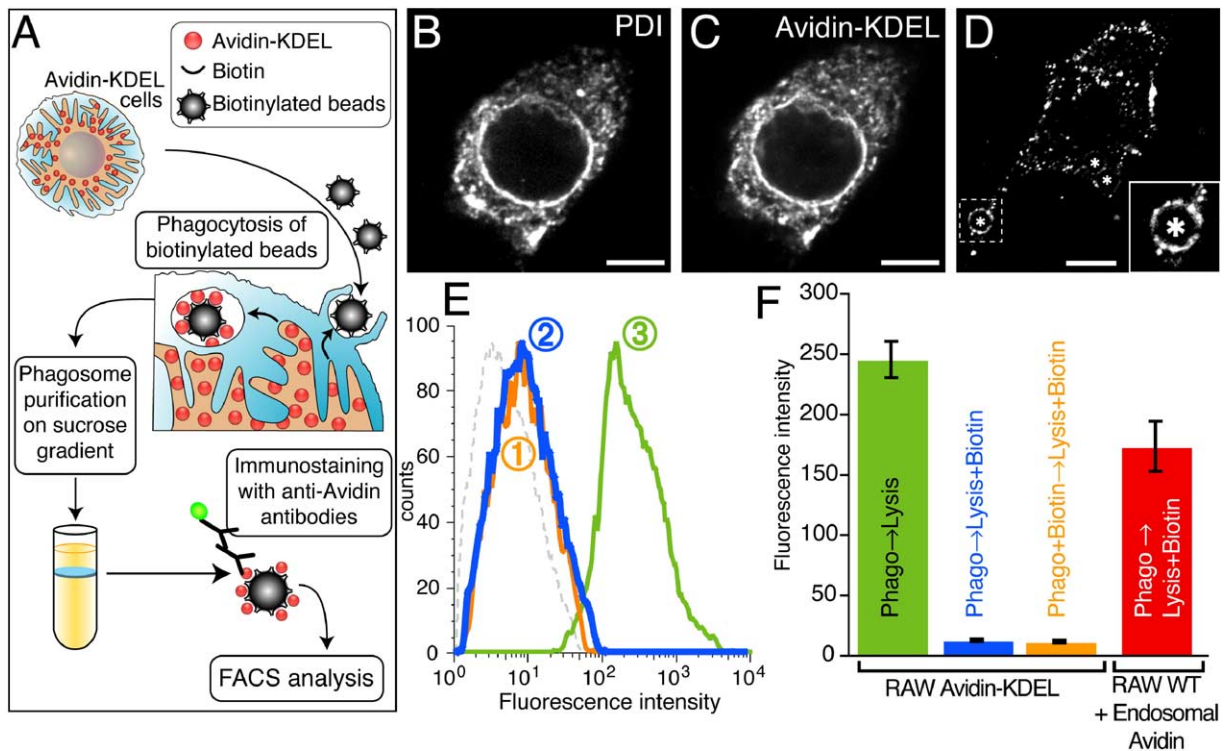 A
Avidin-KDEL
Biotin
Biotinylated beads
Avidin-KDEL
cells
Phagocytosis of
biotinylated beads
Phagosome
purification
on sucrose
gradient
Immunostaining
with anti-Avidin
antibodies
FACS analysis
B
PDI
C
Avidin-KDEL
D
*
*
*
*
E
100
80
60
40
20
0
counts
10⁰
10¹
10²
10³
10⁴
Fluorescence intensity
②
①
③
F
300
250
200
150
100
50
0
Fluorescence intensity
Phago→Lysis
Phago→Lysis+Biotin
Phago+Biotin→Lysis+Biotin
Phago →
Lysis+Biotin
RAW Avidin-KDEL
RAW WT
+ Endosomal
Avidin